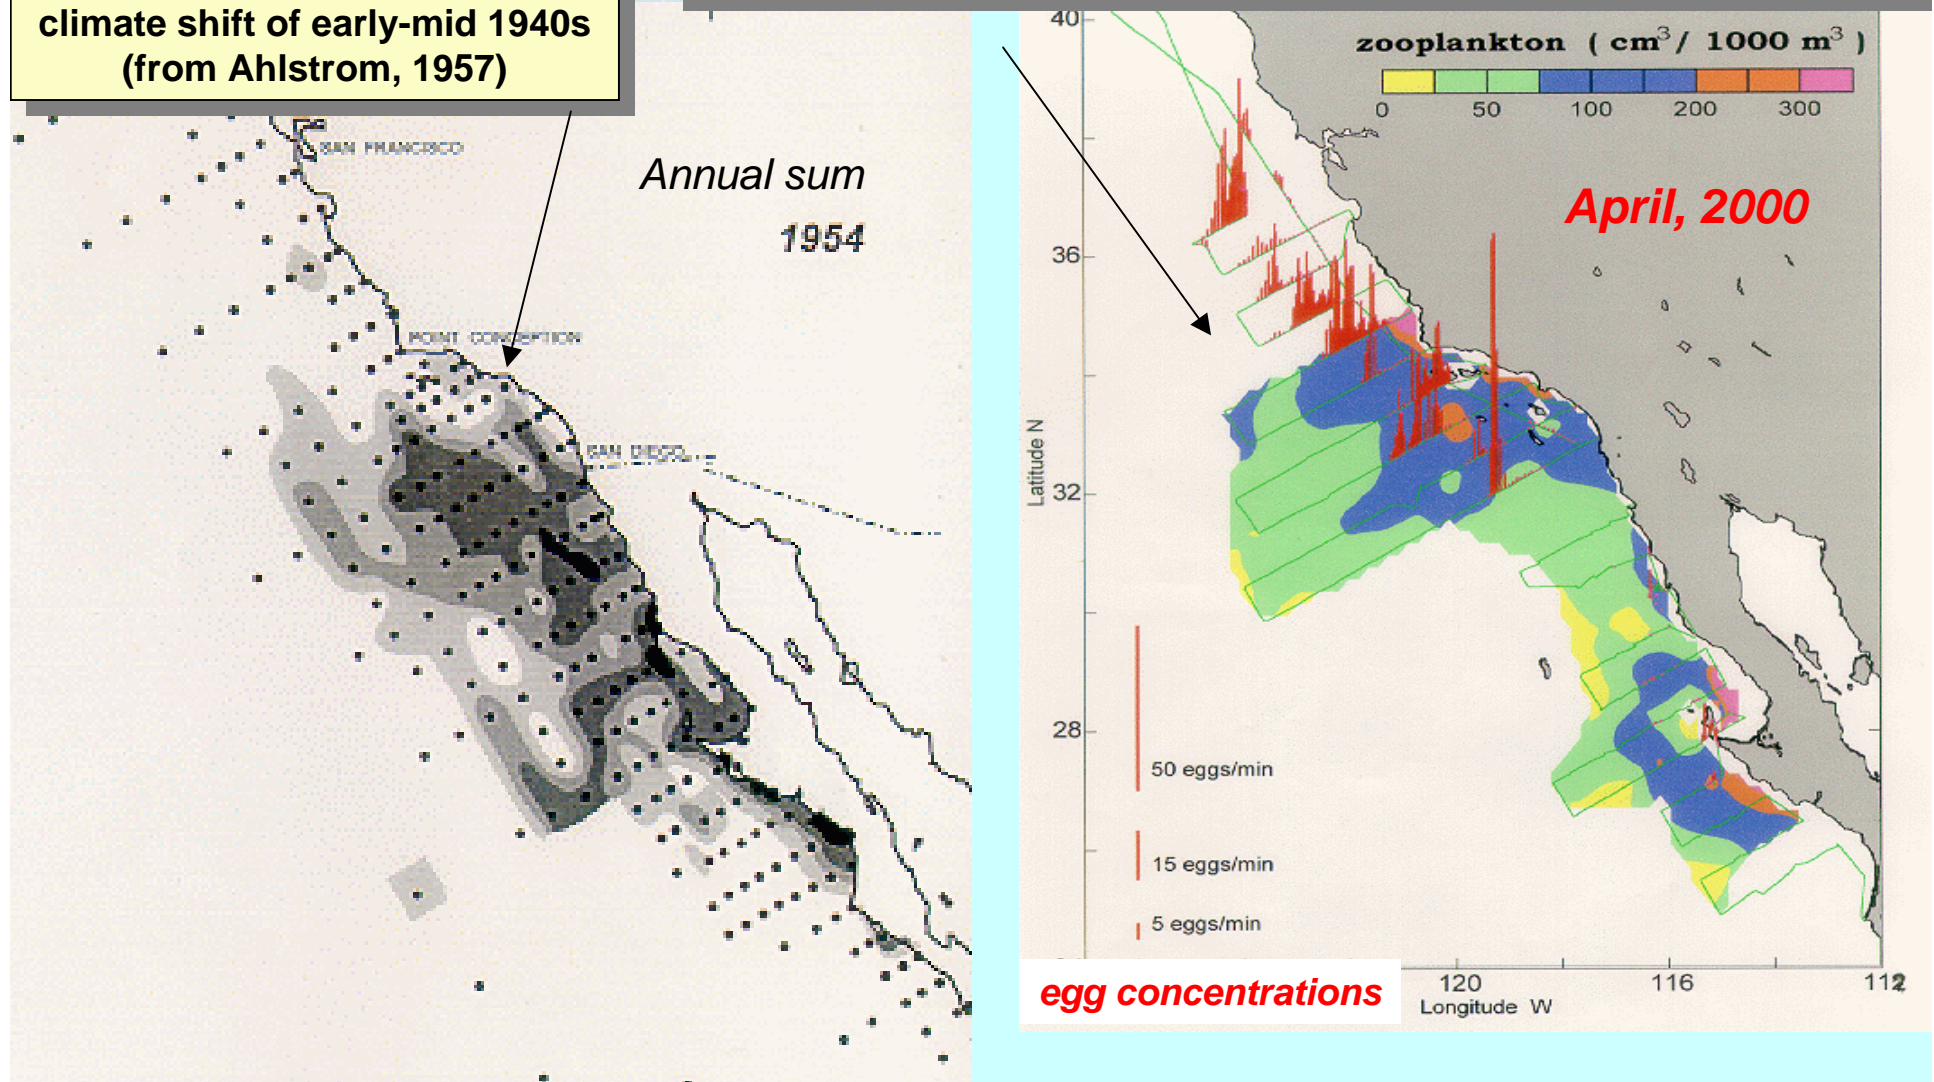 climate shift of early-mid 1940s
(from Ahlstrom, 1957)
SAN FRANCISCO
Annual sum
1954
POINT CONCEPTION
SAN DIEGO
zooplankton ( cm3/ 1000 m3 )
0 50 100 200 300
April, 2000
40
36
32
28
Latitude N
50 eggs/min
15 eggs/min
5 eggs/min
egg concentrations
120 116 112
Longitude W